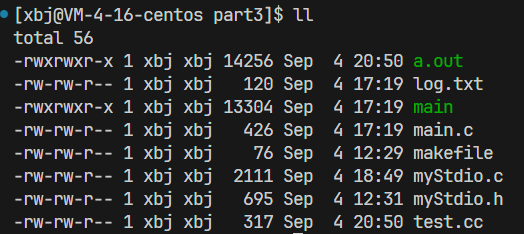 [xbj@VM-4-16-centos part3]$ ll
total 56
-rwxrwxr-x 1 xbj xbj 14256 Sep  4 20:50 a.out
-rw-rw-r-- 1 xbj xbj   120 Sep  4 17:19 log.txt
-rwxrwxr-x 1 xbj xbj 13304 Sep  4 17:19 main
-rw-rw-r-- 1 xbj xbj   426 Sep  4 17:19 main.c
-rw-rw-r-- 1 xbj xbj    76 Sep  4 12:29 makefile
-rw-rw-r-- 1 xbj xbj  2111 Sep  4 18:49 myStdio.c
-rw-rw-r-- 1 xbj xbj   695 Sep  4 12:31 myStdio.h
-rw-rw-r-- 1 xbj xbj   317 Sep  4 20:50 test.cc